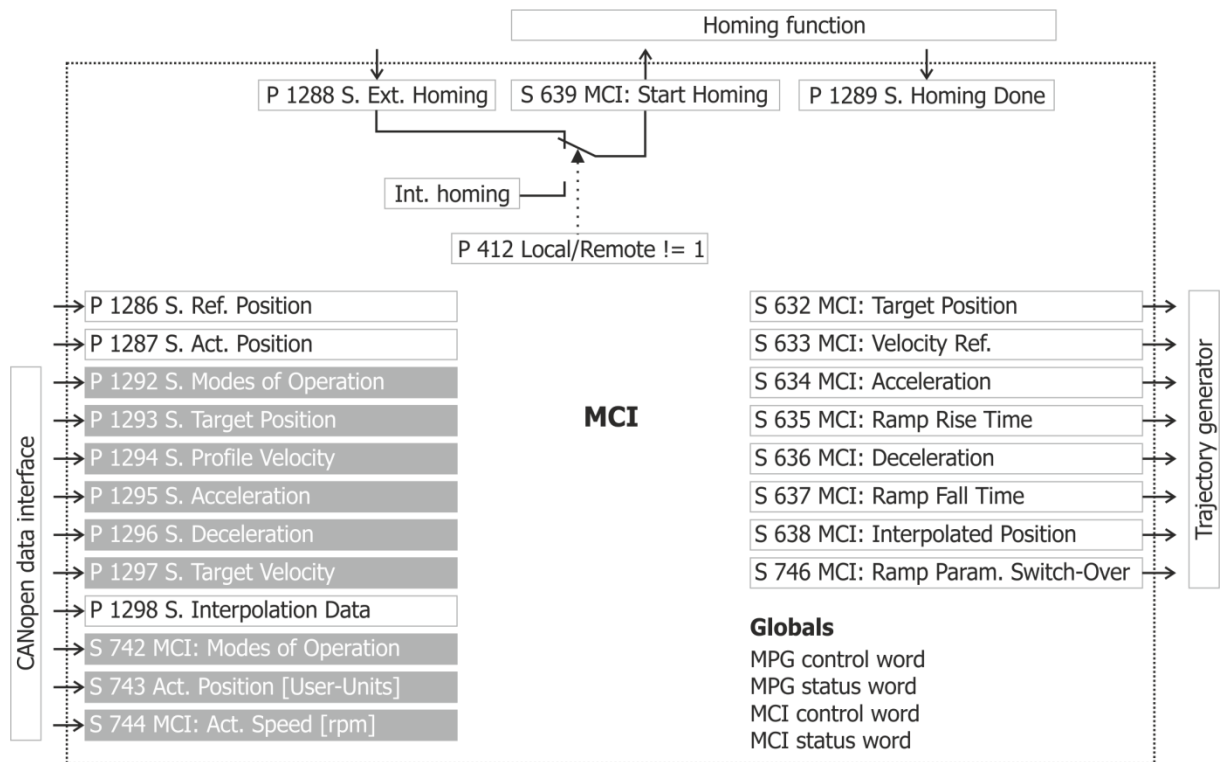 Homing function
P 1288 S. Ext. Homing
S 639 MCI: Start Homing
P 1289 S. Homing Done
Int. homing
P 412 Local/Remote != 1
CANopen data interface
P 1286 S. Ref. Position
P 1287 S. Act. Position
P 1292 S. Modes of Operation
P 1293 S. Target Position
P 1294 S. Profile Velocity
P 1295 S. Acceleration
P 1296 S. Deceleration
P 1297 S. Target Velocity
P 1298 S. Interpolation Data
S 742 MCI: Modes of Operation
S 743 Act. Position [User-Units]
S 744 MCI: Act. Speed [rpm]
MCI
S 632 MCI: Target Position
S 633 MCI: Velocity Ref.
S 634 MCI: Acceleration
S 635 MCI: Ramp Rise Time
S 636 MCI: Deceleration
S 637 MCI: Ramp Fall Time
S 638 MCI: Interpolated Position
S 746 MCI: Ramp Param. Switch-Over
Trajectory generator
Globals
MPG control word
MPG status word
MCI control word
MCI status word